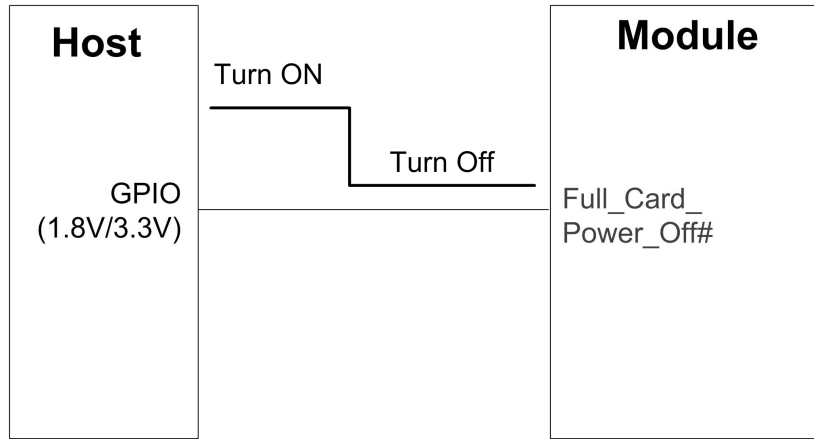 Host
Module
Turn ON
Turn Off
GPIO
(1.8V/3.3V)
Full_Card_
Power_Off#